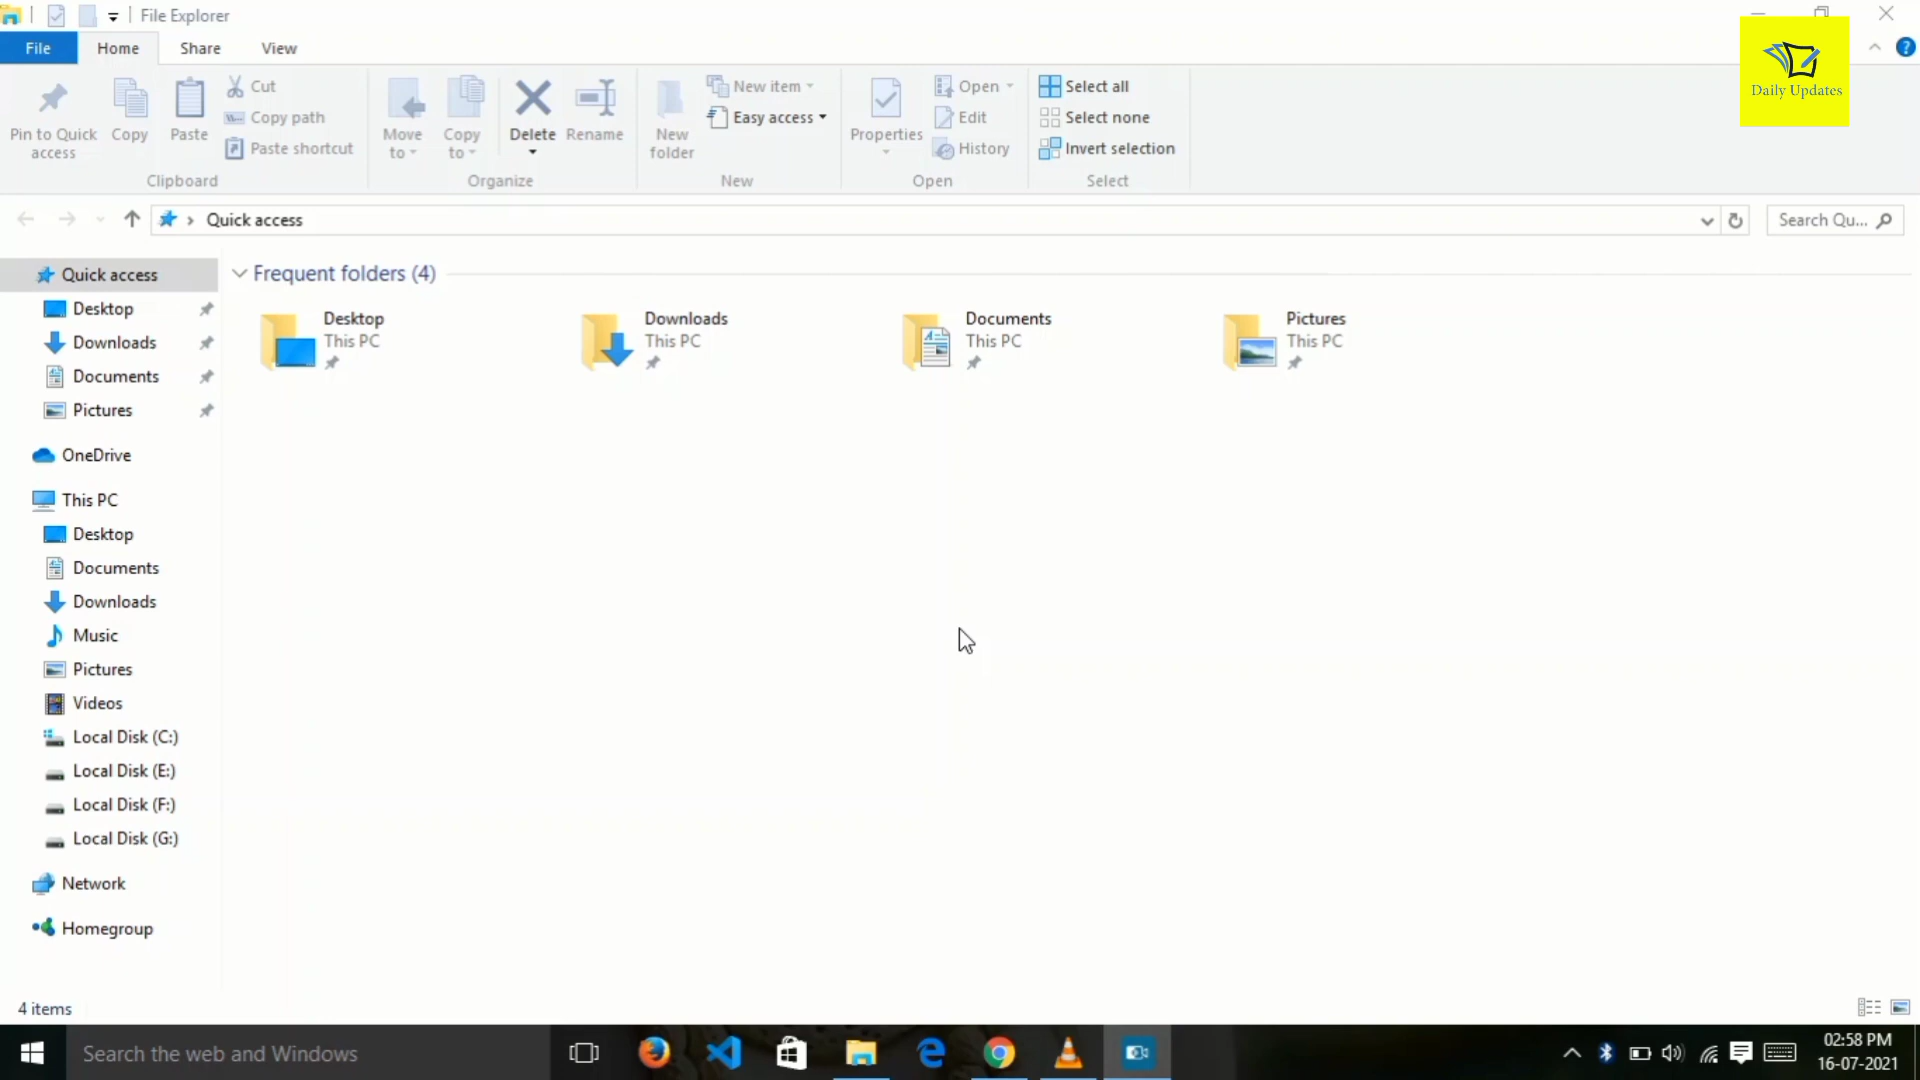 File Explorer
File
Home
Share
View
Daily Updates
Pin to Quick access
Copy
Paste
Cut
Copy path
Paste shortcut
Clipboard
Move to
Copy to
Delete
Rename
Organize
New folder
New item
Easy access
New
Properties
Open
Edit
History
Open
Select all
Select none
Invert selection
Select
Quick access
Search Qu...
Quick access
Desktop
Downloads
Documents
Pictures
OneDrive
This PC
Desktop
Documents
Downloads
Music
Pictures
Videos
Local Disk (C:)
Local Disk (E:)
Local Disk (F:)
Local Disk (G:)
Network
Homegroup
Frequent folders (4)
Desktop
This PC
Downloads
This PC
Documents
This PC
Pictures
This PC
4 items
Search the web and Windows
02:58 PM
16-07-2021